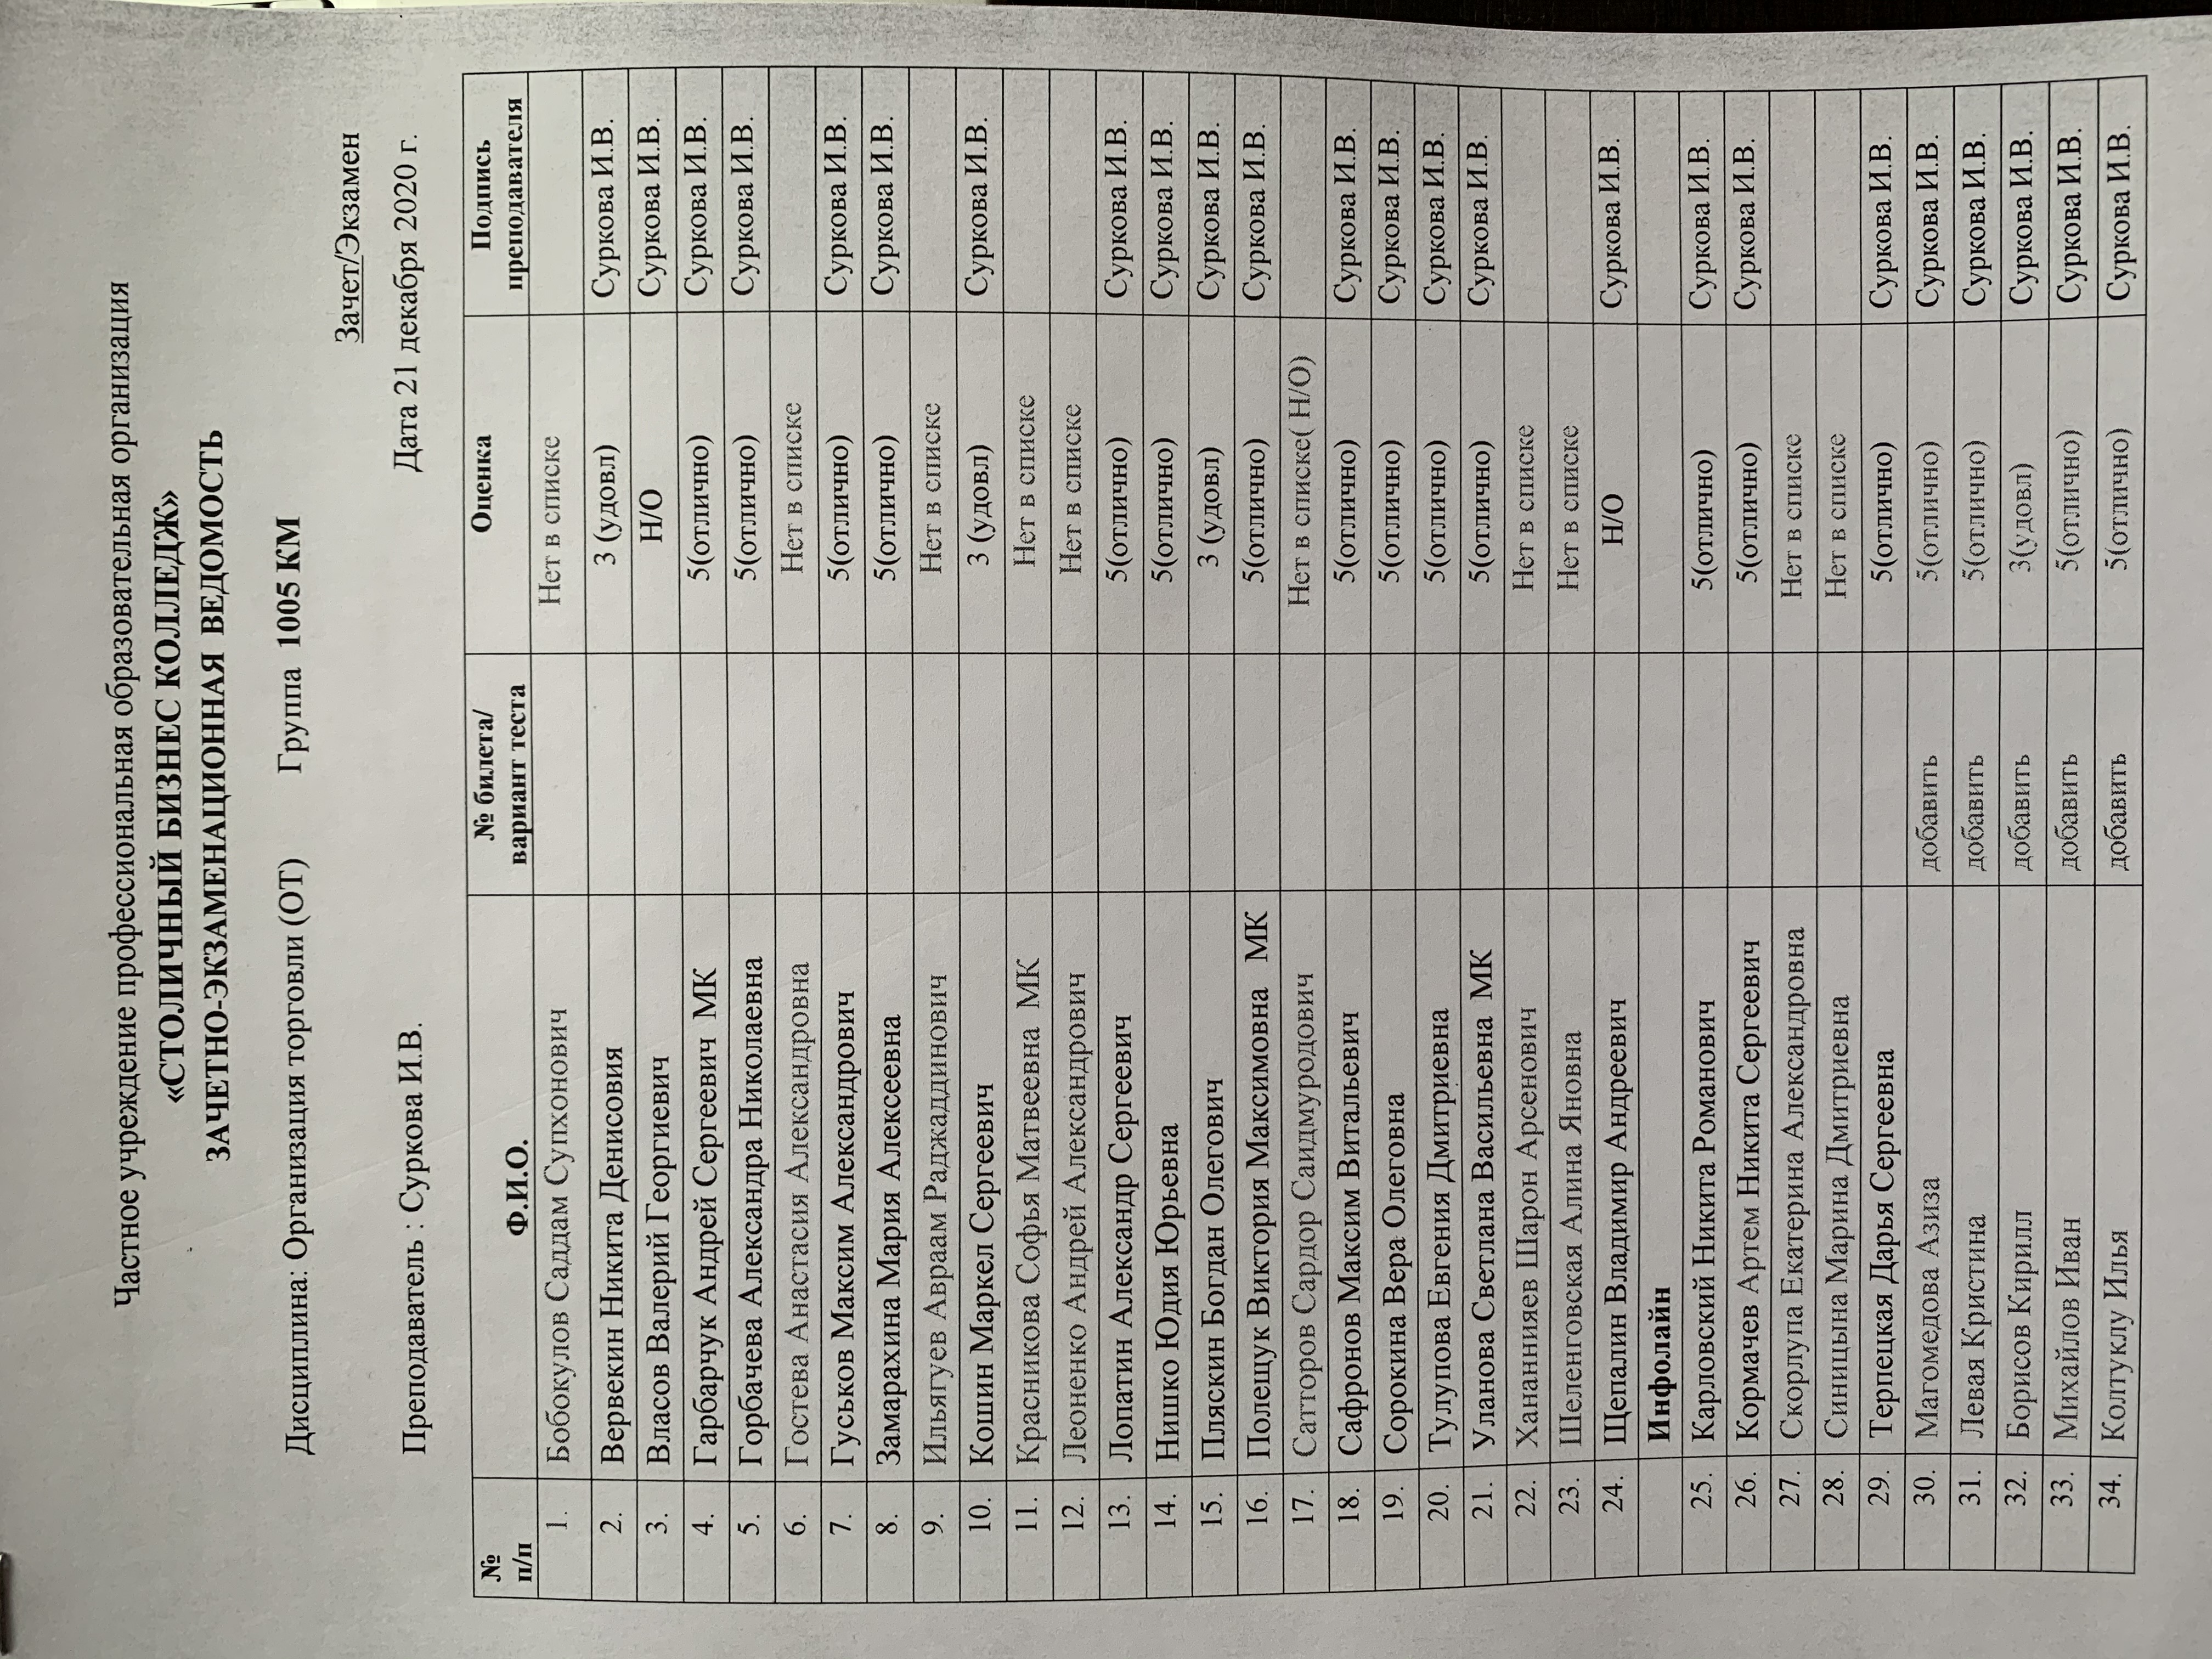 Частное учреждение профессиональная образовательная организация
«СТОЛИЧНЫЙ БИЗНЕС КОЛЛЕДЖ»
ЗАЧЕТНО-ЭКЗАМЕНАЦИОННАЯ ВЕДОМОСТЬ
Дисциплина: Организация торговли (ОТ) Группа 1005 КМ
Зачет/Экзамен
Преподаватель : Суркова И.В. Дата 21 декабря 2020 г.
№ п/п Ф.И.О. № билета/ вариант теста Оценка Подпись преподавателя
1. Бобокулов Саддам Супхонович Нет в списке
2. Вервекин Никита Денисовия 3 (удовл) Суркова И.В.
3. Власов Валерий Георгиевич Н/О Суркова И.В.
4. Гарбарчук Андрей Сергеевич МК 5(отлично) Суркова И.В.
5. Горбачева Александра Николаевна 5(отлично) Суркова И.В.
6. Гостева Анастасия Александровна Нет в списке
7. Гуськов Максим Александрович 5(отлично) Суркова И.В.
8. Замарахина Мария Алексеевна 5(отлично) Суркова И.В.
9. Ильягуев Авраам Раджаддинович Нет в списке
10. Кошин Маркел Сергеевич 3 (удовл) Суркова И.В.
11. Красникова Софья Матвеевна МК Нет в списке
12. Леоненко Андрей Александрович Нет в списке
13. Лопатин Александр Сергеевич 5(отлично) Суркова И.В.
14. Нишко Юдия Юрьевна 5(отлично) Суркова И.В.
15. Пляскин Богдан Олегович 3 (удовл) Суркова И.В.
16. Полещук Виктория Максимовна МК 5(отлично) Суркова И.В.
17. Сатторов Сардор Саидмуродович Нет в списке( Н/О)
18. Сафронов Максим Витальевич 5(отлично) Суркова И.В.
19. Сорокина Вера Олеговна 5(отлично) Суркова И.В.
20. Тулупова Евгения Дмитриевна 5(отлично) Суркова И.В.
21. Уланова Светлана Васильевна МК 5(отлично) Суркова И.В.
22. Хананнияев Шарон Арсенович Нет в списке
23. Шеленговская Алина Яновна Нет в списке
24. Щепалин Владимир Андреевич Н/О Суркова И.В.
Инфолайн
25. Карловский Никита Романович 5(отлично) Суркова И.В.
26. Кормачев Артем Никита Сергеевич 5(отлично) Суркова И.В.
27. Скорлупа Екатерина Александровна Нет в списке
28. Синицына Марина Дмитриевна Нет в списке
29. Терпецкая Дарья Сергеевна 5(отлично) Суркова И.В.
30. Магомедова Азиза добавить 5(отлично) Суркова И.В.
31. Левая Кристина добавить 5(отлично) Суркова И.В.
32. Борисов Кирилл добавить 3(удовл) Суркова И.В.
33. Михайлов Иван добавить 5(отлично) Суркова И.В.
34. Колтуклу Илья добавить 5(отлично) Суркова И.В.